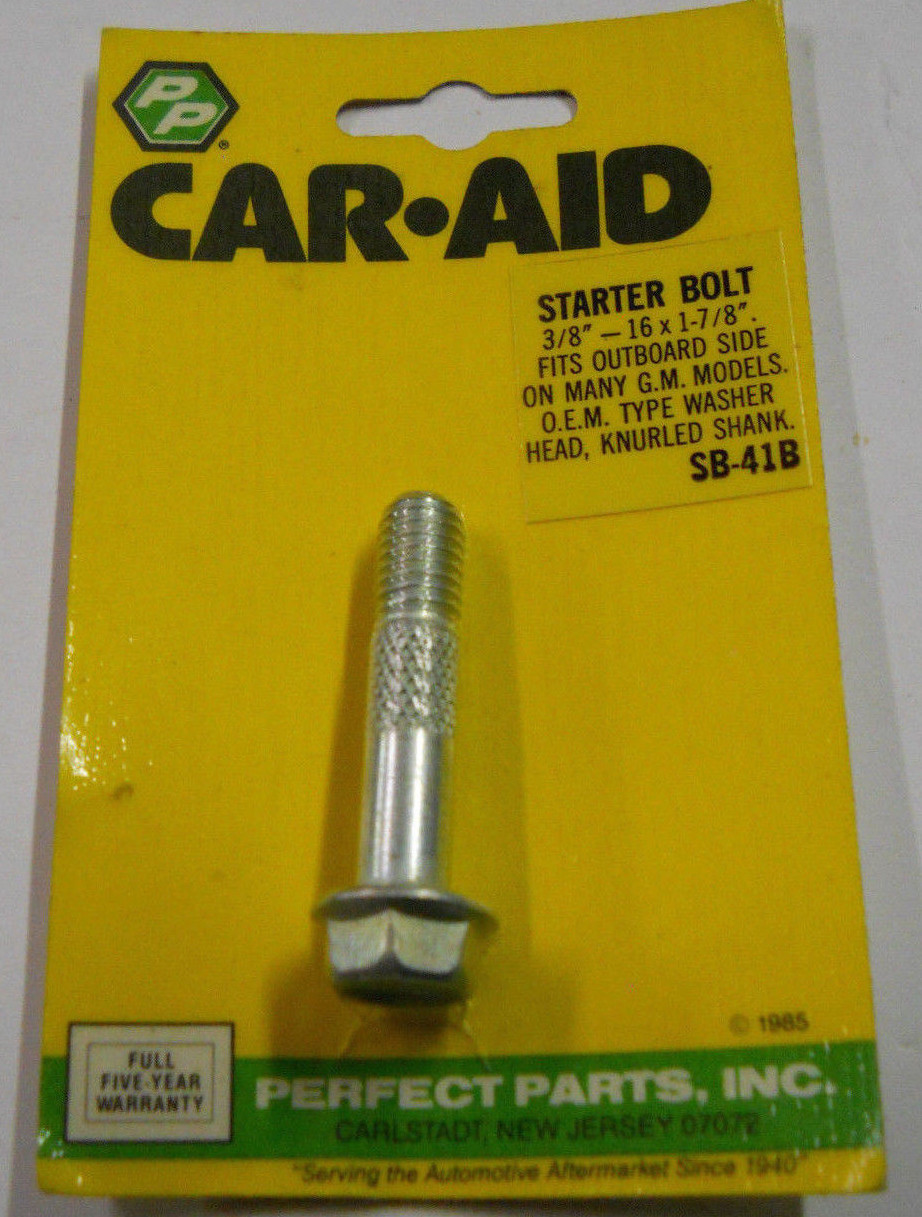 PP®
CAR•AID
STARTER BOLT
3/8" — 16 x 1-7/8".
FITS OUTBOARD SIDE
ON MANY G.M. MODELS.
O.E.M. TYPE WASHER
HEAD, KNURLED SHANK.
SB-41B
© 1985
FULL
FIVE-YEAR
WARRANTY
PERFECT PARTS, INC.
CARLSTADT, NEW JERSEY 07072
"Serving the Automotive Aftermarket Since 1940"